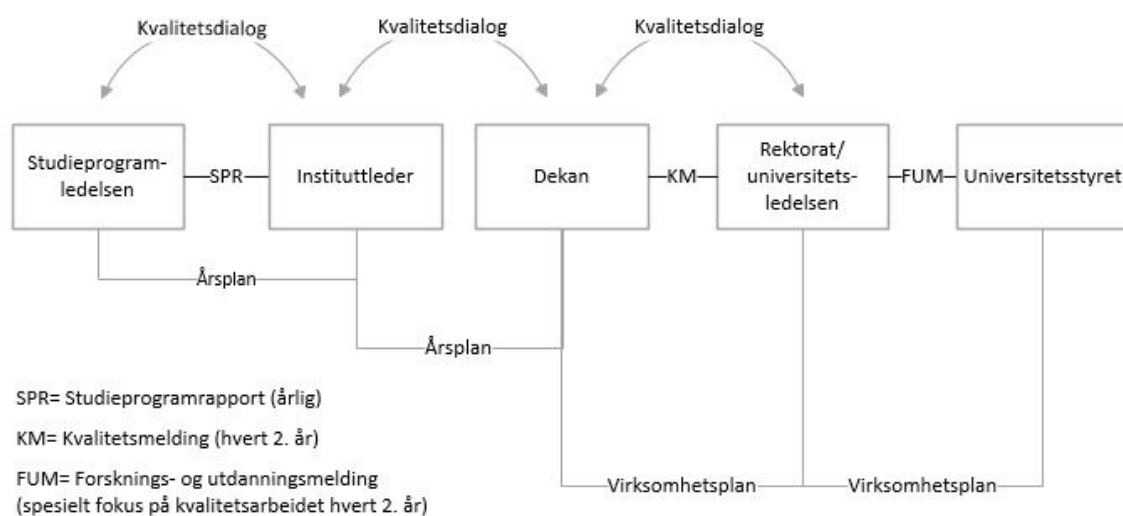 Kvalitetsdialog
Kvalitetsdialog
Kvalitetsdialog
Studieprogram-
ledelsen
SPR
Instituttleder
Dekan
KM
Rektorat/
universitets-
ledelsen
FUM
Universitetsstyret
Årsplan
Årsplan
SPR= Studieprogramrapport (årlig)
KM= Kvalitetsmelding (hvert 2. år)
FUM= Forsknings- og utdanningsmelding
(spesielt fokus på kvalitetsarbeidet hvert 2. år)
Virksomhetsplan
Virksomhetsplan